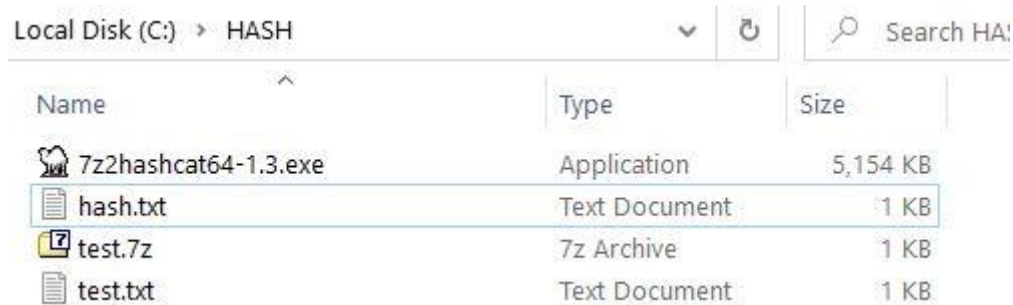 Local Disk (C:) > HASH Search HAS
Name Type Size
7z2hashcat64-1.3.exe Application 5,154 KB
hash.txt Text Document 1 KB
test.7z 7z Archive 1 KB
test.txt Text Document 1 KB